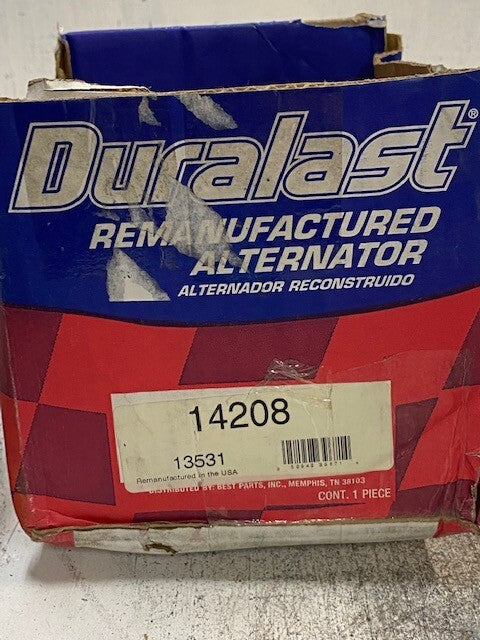 Duralast®
REMANUFACTURED
ALTERNATOR
ALTERNADOR RECONSTRUIDO
14208
13531
Remanufactured in the USA
DISTRIBUTED BY: BEST PARTS, INC., MEMPHIS, TN 38103
CONT. 1 PIECE